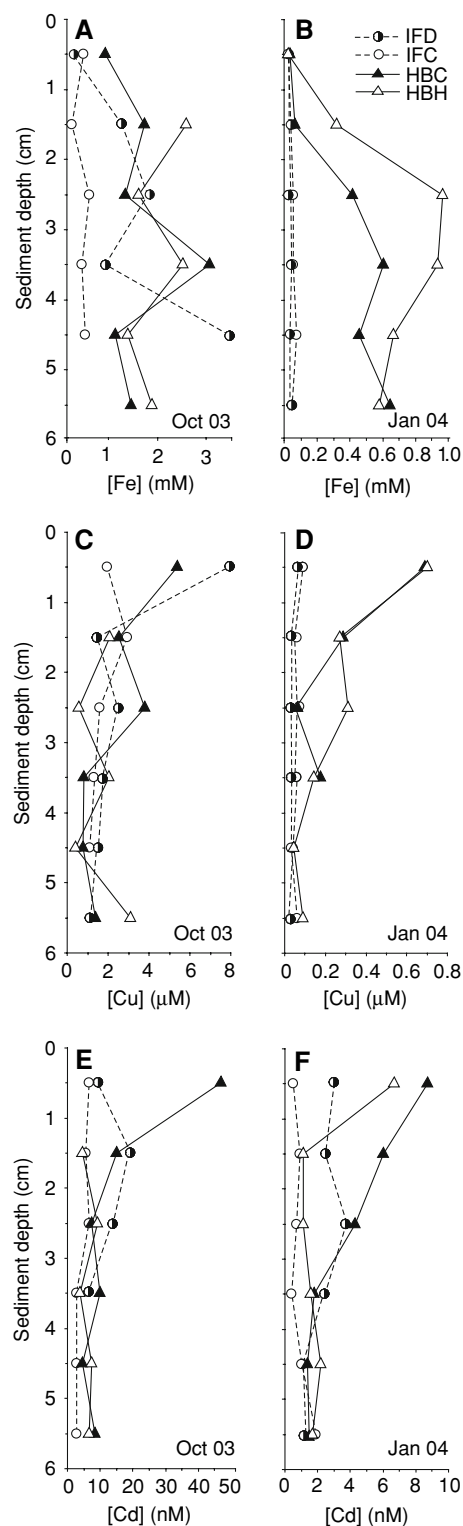 A
B
IFD
IFC
HBC
HBH
0
1
2
3
4
5
6
Sediment depth (cm)
Oct 03
Jan 04
0 1 2 3
0 0.2 0.4 0.6 0.8 1.0
[Fe] (mM)
[Fe] (mM)
C
D
0
1
2
3
4
5
6
Sediment depth (cm)
Oct 03
Jan 04
0 2 4 6 8
0 0.2 0.4 0.6 0.8
[Cu] (μM)
[Cu] (μM)
E
F
0
1
2
3
4
5
6
Sediment depth (cm)
Oct 03
Jan 04
0 10 20 30 40 50
0 2 4 6 8 10
[Cd] (nM)
[Cd] (nM)